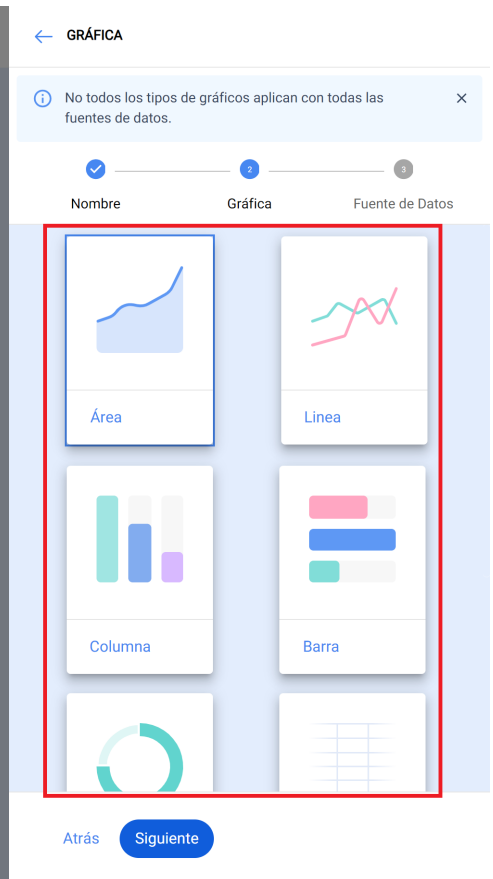 GRÁFICA
No todos los tipos de gráficos aplican con todas las
fuentes de datos.
2
3
Nombre
Gráfica
Fuente de Datos
Área
Linea
Columna
Barra
Atrás
Siguiente